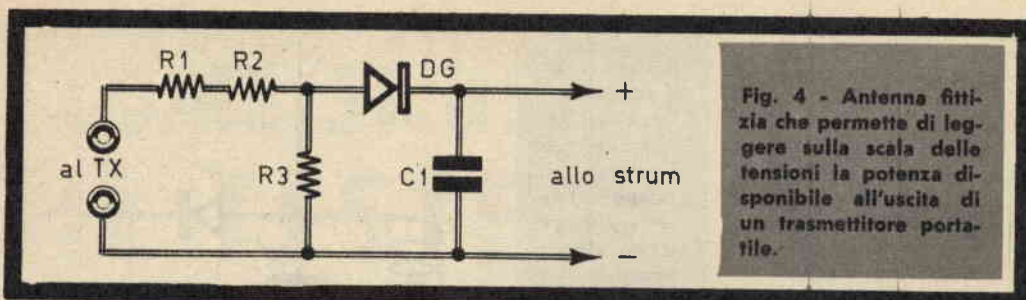 R1
R2
DG
+
al TX
R3
C1
allo strum
-
Fig. 4 - Antenna fitti-
zia che permette di leg-
gere sulla scala delle
tensioni la potenza di-
sponibile all'uscita di
un trasmettitore porta-
tile.